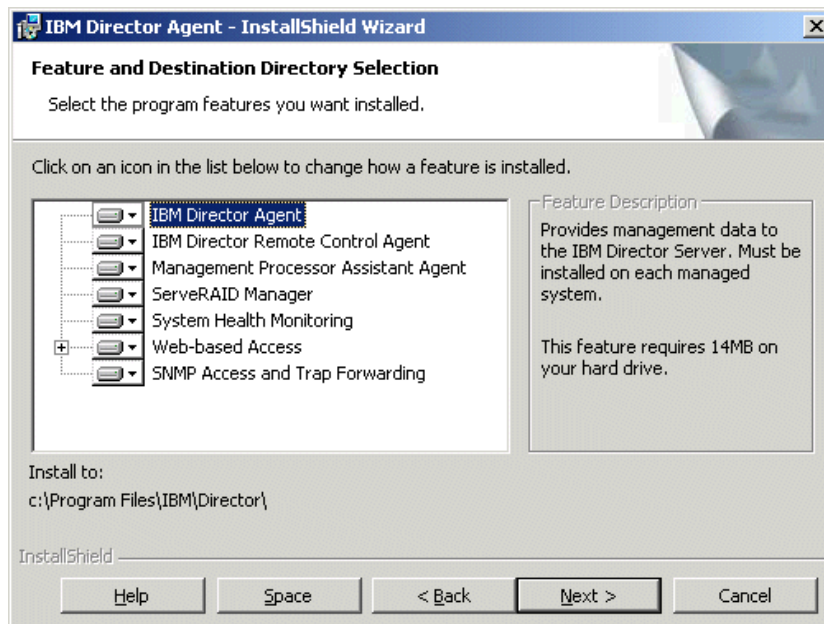 IBM Director Agent - InstallShield Wizard
Feature and Destination Directory Selection
Select the program features you want installed.
Click on an icon in the list below to change how a feature is installed.
IBM Director Agent
IBM Director Remote Control Agent
Management Processor Assistant Agent
ServeRAID Manager
System Health Monitoring
Web-based Access
SNMP Access and Trap Forwarding
Feature Description
Provides management data to
the IBM Director Server. Must be
installed on each managed
system.
This feature requires 14MB on
your hard drive.
Install to:
c:\Program Files\IBM\Director\
InstallShield
Help
Space
< Back
Next >
Cancel